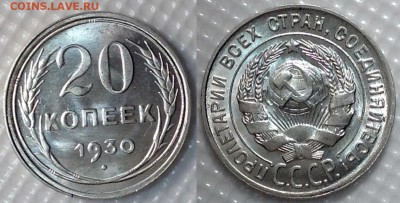 COINS.LAVE.RU
20
КОПЕЕК
1930
ПРОЛЕТАРИИ ВСЕХ СТРАН, СОЕДИНЯЙТЕСЬ!
С.С.С.Р.